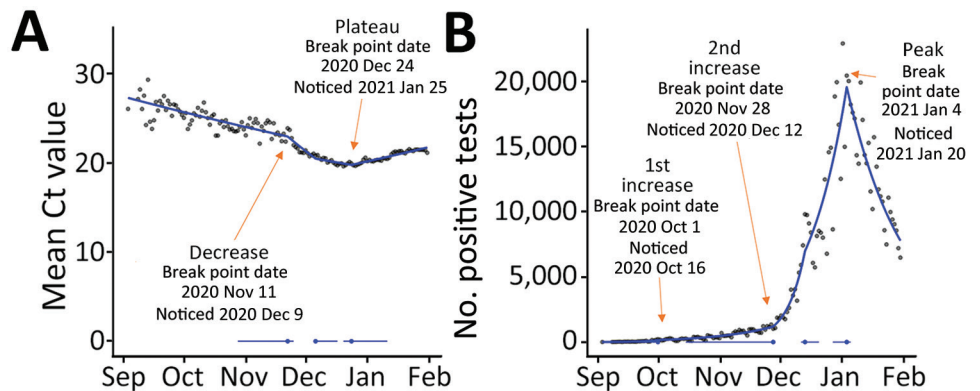 A
Plateau
Break point date
2020 Dec 24
Noticed 2021 Jan 25
Mean Ct value
30
20
10
0
Decrease
Break point date
2020 Nov 11
Noticed 2020 Dec 9
Sep Oct Nov Dec Jan Feb
B
2nd
increase
Break point date
2020 Nov 28
Noticed 2020 Dec 12
Peak
Break
point date
2021 Jan 4
Noticed
2021 Jan 20
1st
increase
Break point date
2020 Oct 1
Noticed
2020 Oct 16
No. positive tests
20,000
15,000
10,000
5,000
0
Sep Oct Nov Dec Jan Feb